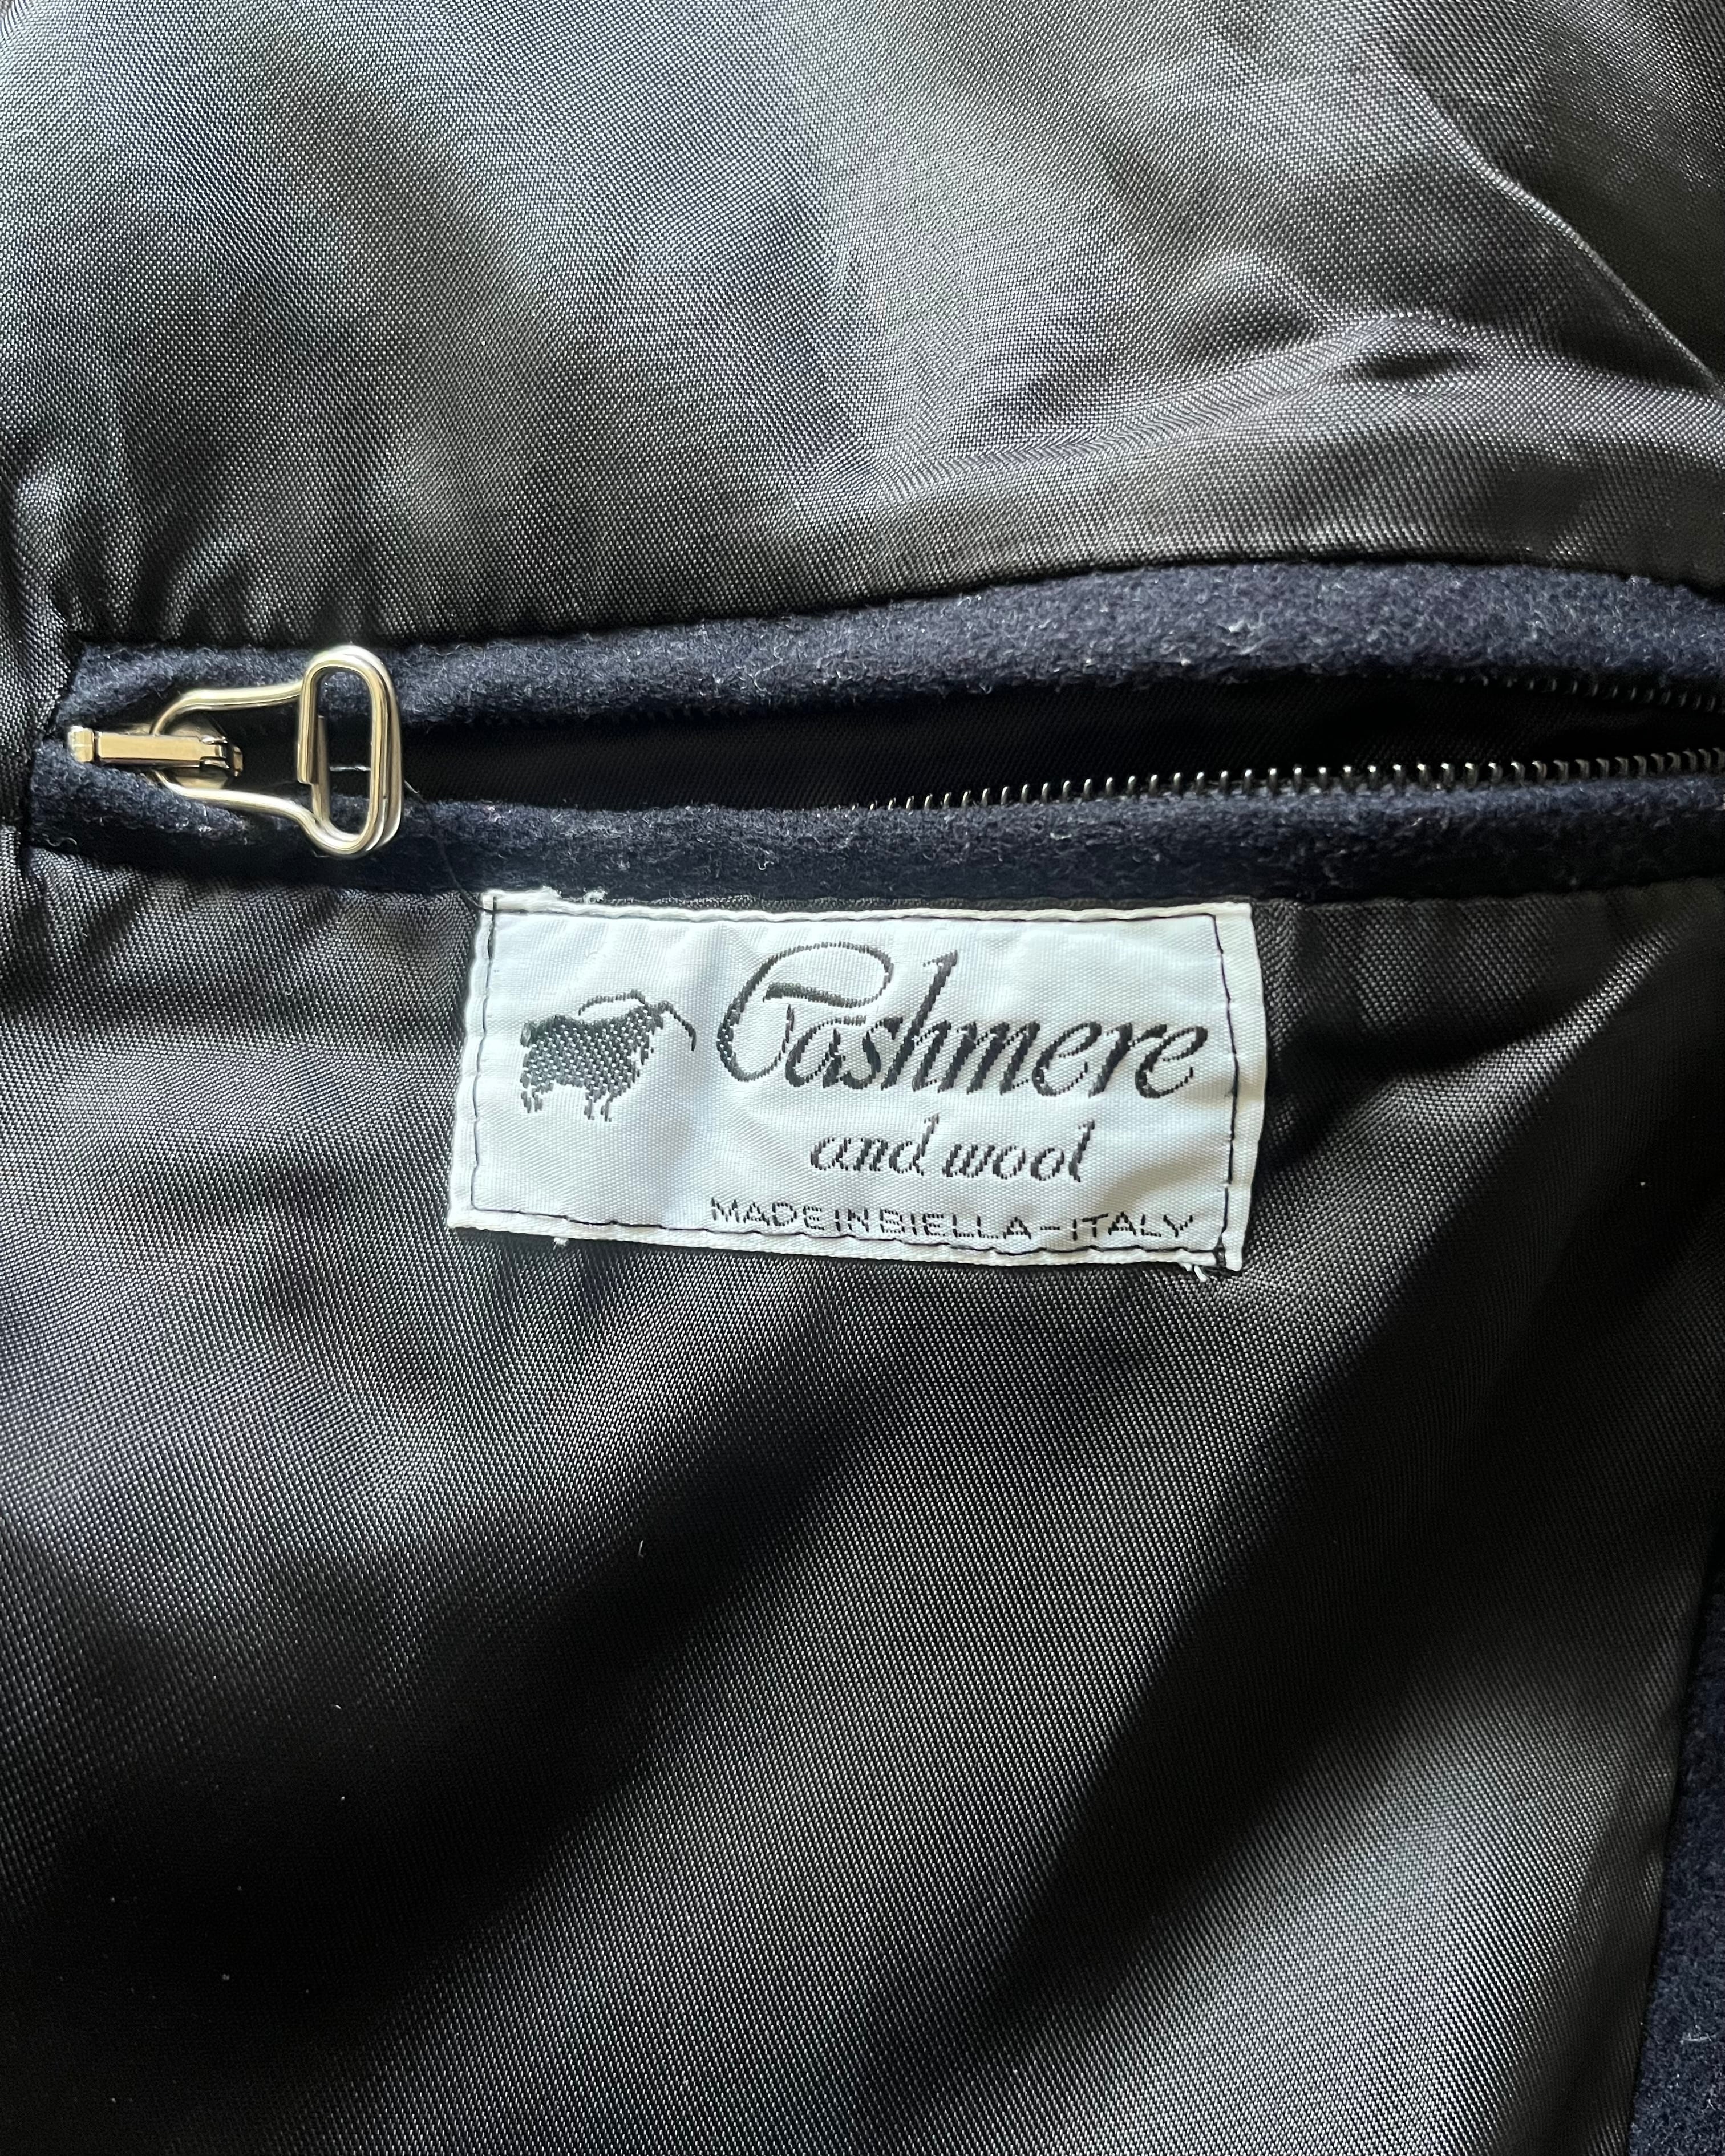 Cashmere
and wool
MADE IN BIELLA - ITALY